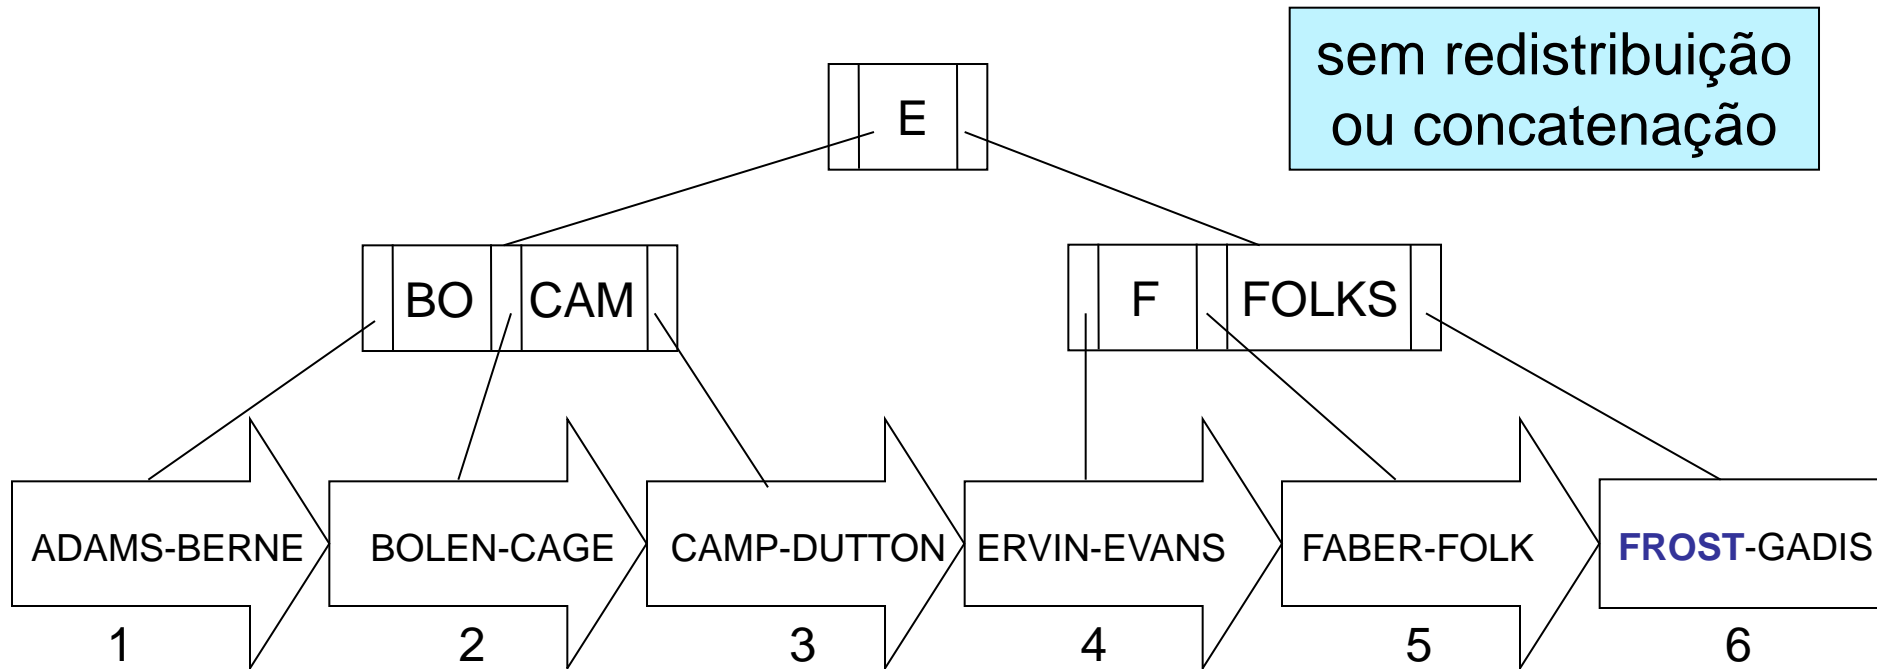 sem redistribuição
ou concatenação
E
BO CAM
F FOLKS
ADAMS-BERNE BOLEN-CAGE CAMP-DUTTON ERVIN-EVANS FABER-FOLK FROST-GADIS
1 2 3 4 5 6